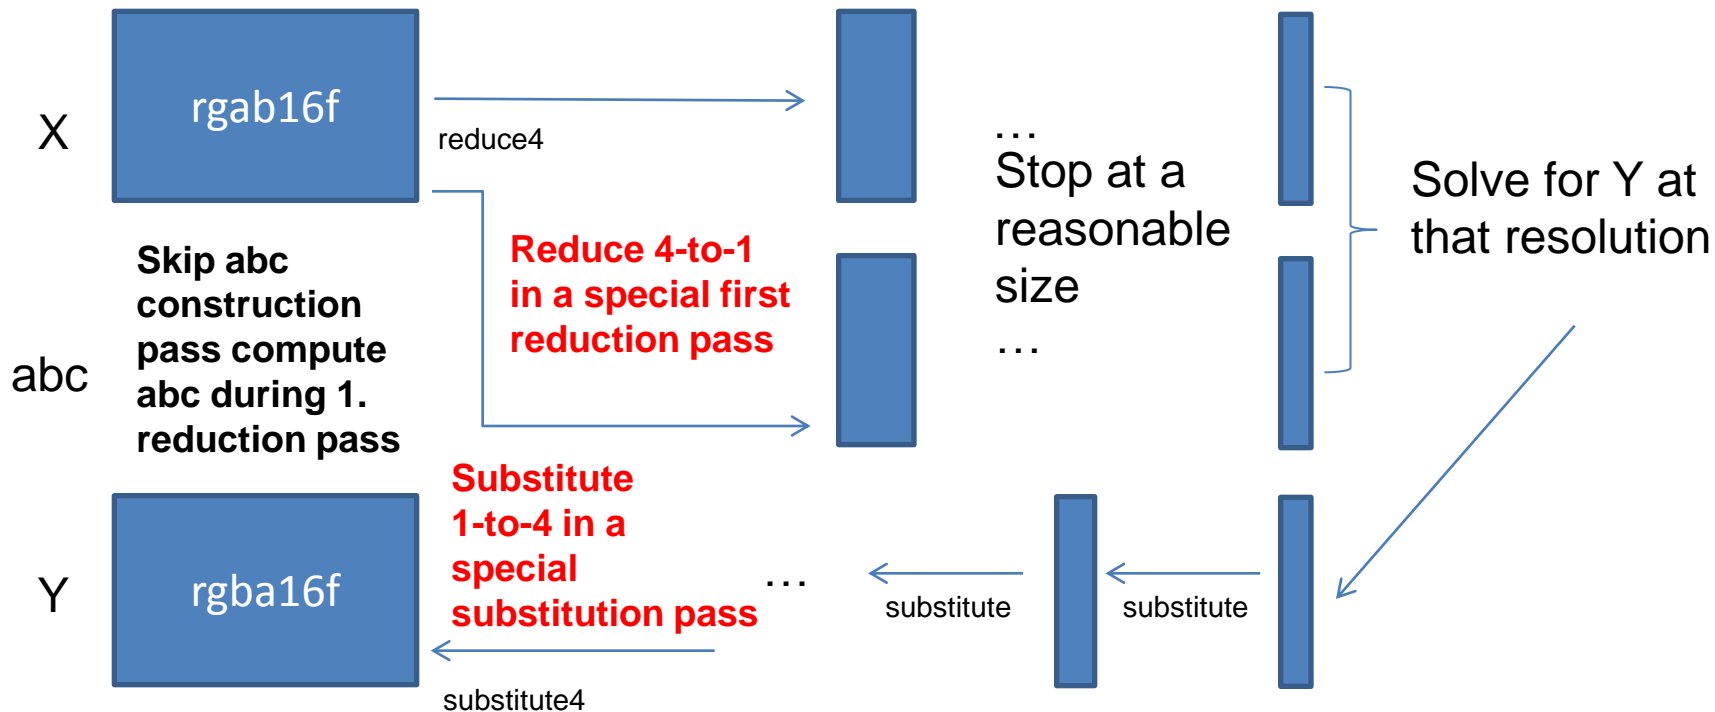 X
rgab16f
reduce4
Skip abc
construction
pass compute
abc during 1.
reduction pass
Reduce 4-to-1
in a special first
reduction pass
...
Stop at a
reasonable
size
...
Solve for Y at
that resolution
abc
Y
rgba16f
Substitute
1-to-4 in a
special
substitution pass
...
substitute
substitute
substitute4